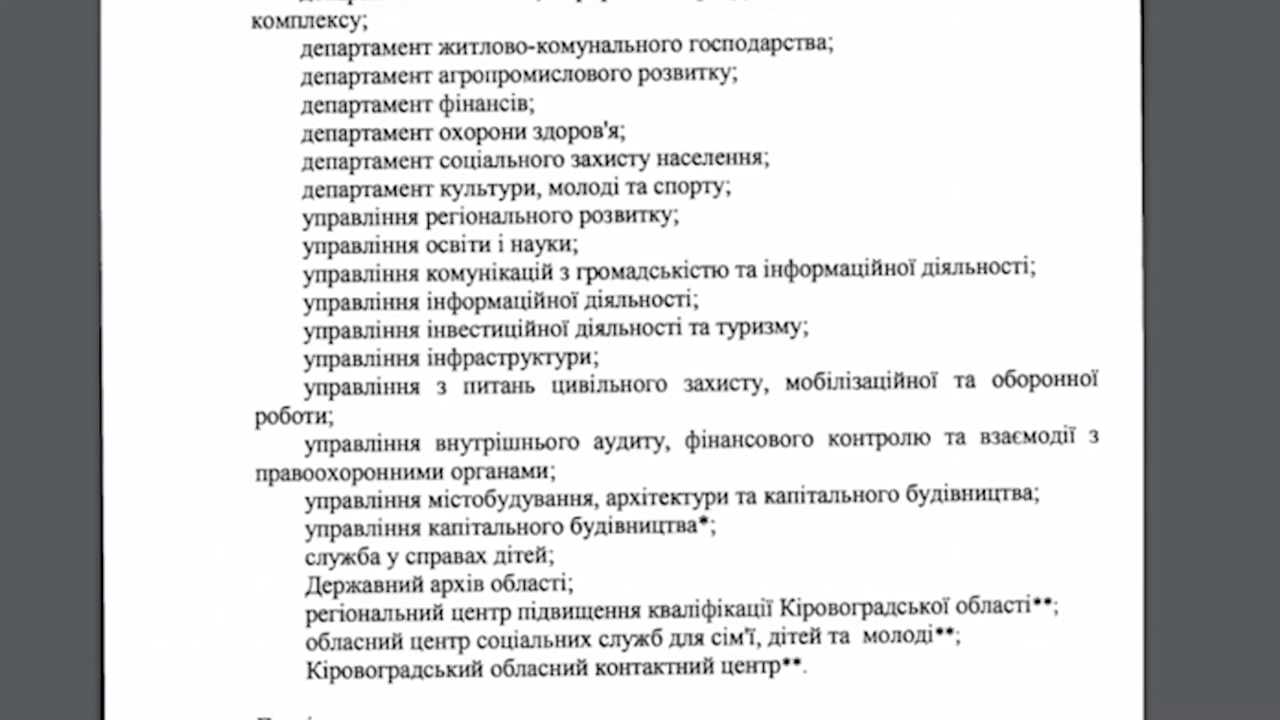 комплексу;
департамент житлово-комунального господарства;
департамент агропромислового розвитку;
департамент фінансів;
департамент охорони здоров'я;
департамент соціального захисту населення;
департамент культури, молоді та спорту;
управління регіонального розвитку;
управління освіти і науки;
управління комунікацій з громадськістю та інформаційної діяльності;
управління інформаційної діяльності;
управління інвестиційної діяльності та туризму;
управління інфраструктури;
управління з питань цивільного захисту, мобілізаційної та оборонної
роботи;
управління внутрішнього аудиту, фінансового контролю та взаємодії з
правоохоронними органами;
управління містобудування, архітектури та капітального будівництва;
управління капітального будівництва*;
служба у справах дітей;
Державний архів області;
регіональний центр підвищення кваліфікації Кіровоградської області**;
обласний центр соціальних служб для сім'ї, дітей та молоді**;
Кіровоградський обласний контактний центр**.